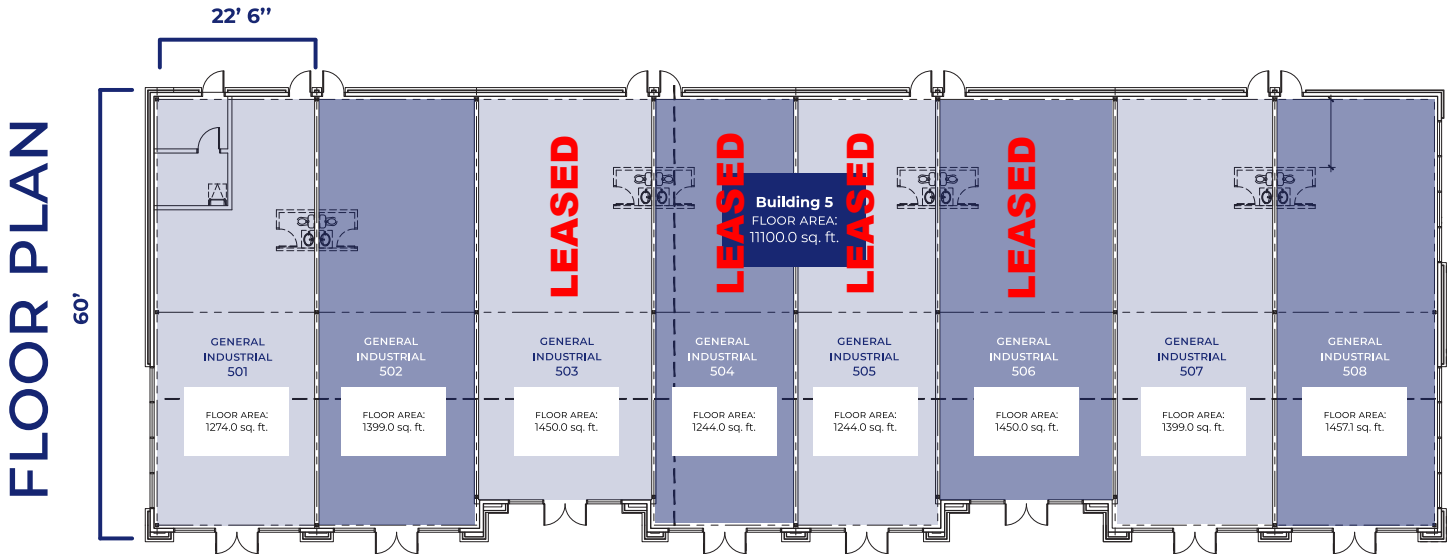 FLOOR PLAN
22’ 6’’
60’
LEASED
LEASED
LEASED
LEASED
Building 5
FLOOR AREA:
11100.0 sq. ft.
GENERAL
INDUSTRIAL
501
FLOOR AREA:
1274.0 sq. ft.
GENERAL
INDUSTRIAL
502
FLOOR AREA:
1399.0 sq. ft.
GENERAL
INDUSTRIAL
503
FLOOR AREA:
1450.0 sq. ft.
GENERAL
INDUSTRIAL
504
FLOOR AREA:
1244.0 sq. ft.
GENERAL
INDUSTRIAL
505
FLOOR AREA:
1244.0 sq. ft.
GENERAL
INDUSTRIAL
506
FLOOR AREA:
1450.0 sq. ft.
GENERAL
INDUSTRIAL
507
FLOOR AREA:
1399.0 sq. ft.
GENERAL
INDUSTRIAL
508
FLOOR AREA:
1457.1 sq. ft.